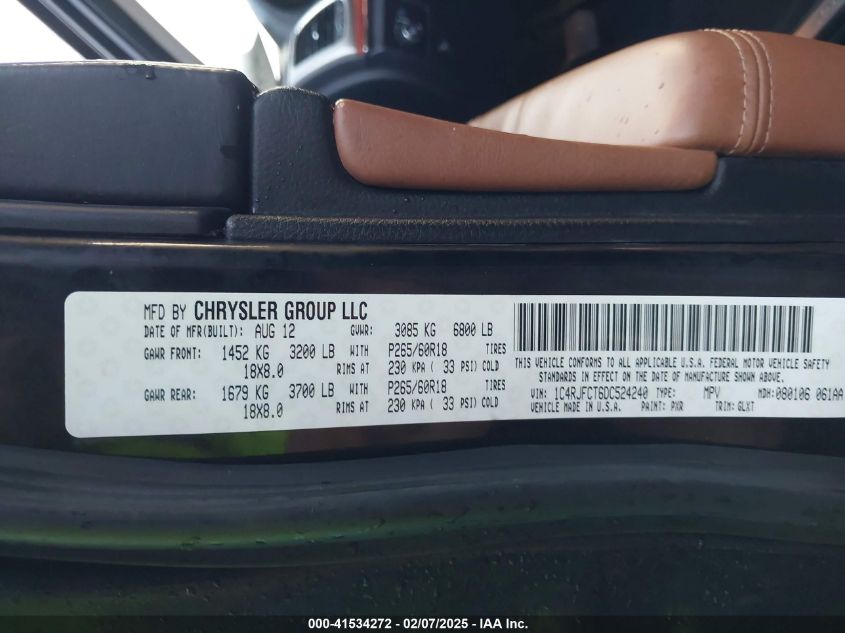 MFD BY CHRYSLER GROUP LLC
DATE OF MFR(BUILT): AUG 12 GVWR: 3085 KG 6800 LB
GAWR FRONT: 1452 KG 3200 LB WITH P265/60R18 TIRES
18X8.0 RIMS AT 230 KPA ( 33 PSI) COLD
GAWR REAR: 1679 KG 3700 LB WITH P265/60R18 TIRES
18X8.0 RIMS AT 230 KPA ( 33 PSI) COLD
THIS VEHICLE CONFORMS TO ALL APPLICABLE U.S.A. FEDERAL MOTOR VEHICLE SAFETY
STANDARDS IN EFFECT ON THE DATE OF MANUFACTURE SHOWN ABOVE.
VIN: 1C4RJFCT6DC524240 TYPE: MPV MDH: 080106 061AA
VEHICLE MADE IN U.S.A. PAINT: PXR TRIM: GLXT
000-41534272 - 02/07/2025 - IAA Inc.